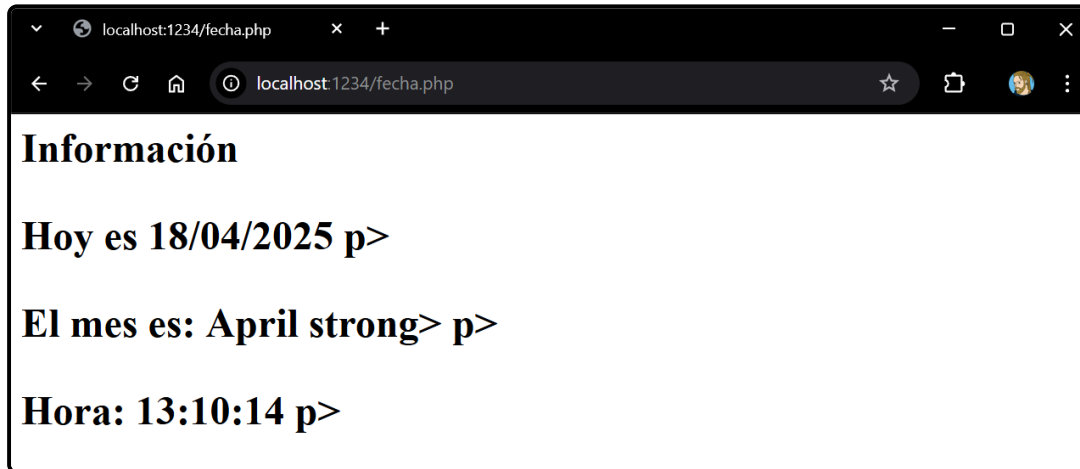 localhost:1234/fecha.php
localhost:1234/fecha.php
Información
Hoy es 18/04/2025 p>
El mes es: April strong> p>
Hora: 13:10:14 p>